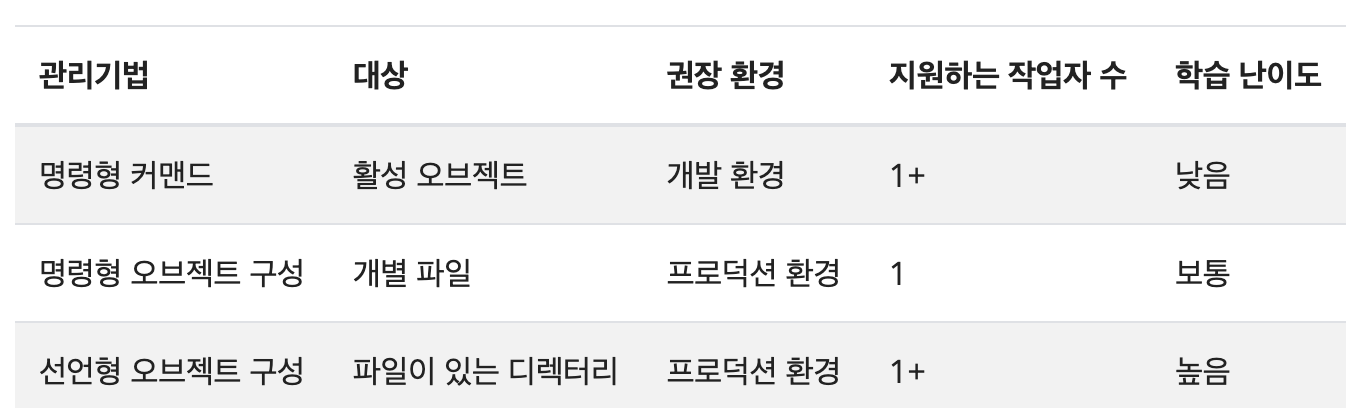 관리기법 대상 권장 환경 지원하는 작업자 수 학습 난이도
명령형 커맨드 활성 오브젝트 개발 환경 1+ 낮음
명령형 오브젝트 구성 개별 파일 프로덕션 환경 1 보통
선언형 오브젝트 구성 파일이 있는 디렉터리 프로덕션 환경 1+ 높음